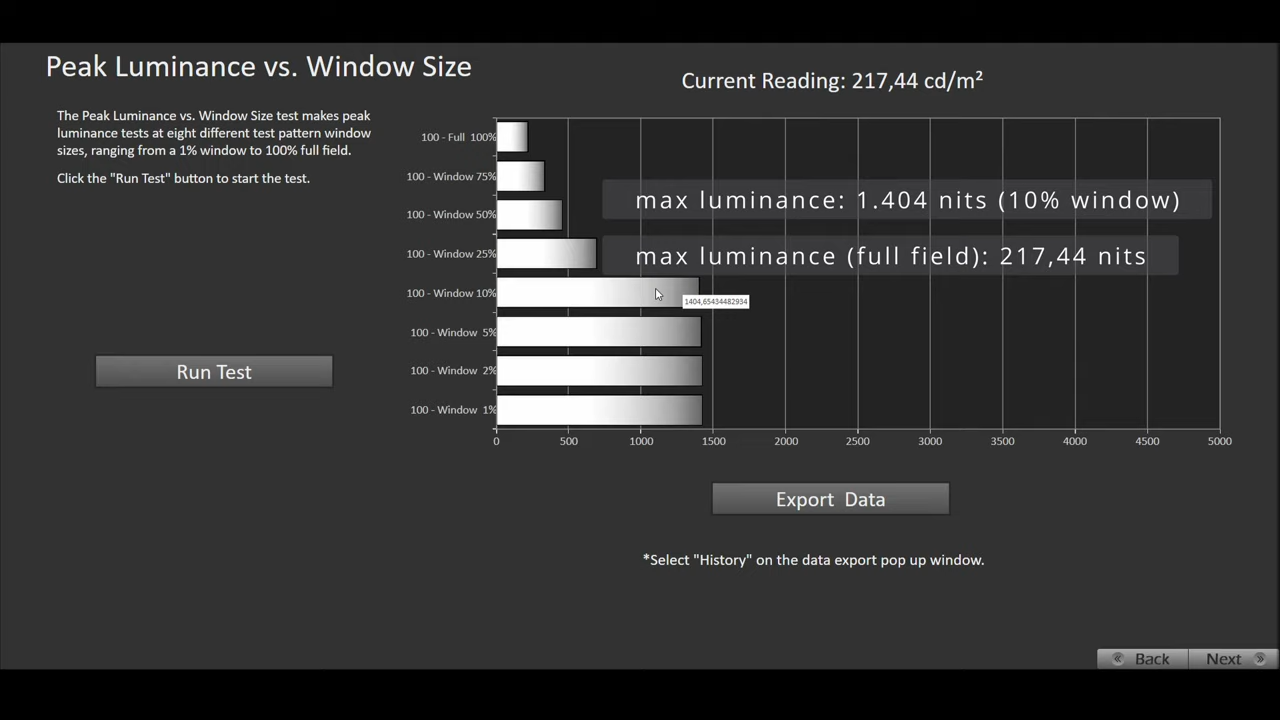 Peak Luminance vs. Window Size
Current Reading: 217,44 cd/m²
The Peak Luminance vs. Window Size test makes peak
luminance tests at eight different test pattern window
sizes, ranging from a 1% window to 100% full field.
Click the "Run Test" button to start the test.
100 - Full 100%
100 - Window 75%
100 - Window 50%
100 - Window 25%
100 - Window 10%
100 - Window 5%
100 - Window 2%
100 - Window 1%
max luminance: 1.404 nits (10% window)
max luminance (full field): 217,44 nits
1404,65434482934
0 500 1000 1500 2000 2500 3000 3500 4000 4500 5000
Run Test
Export Data
*Select "History" on the data export pop up window.
Back
Next